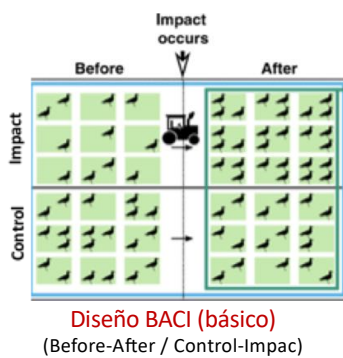 Impact
occurs
Before
After
Impact
Control
Diseño BACI (básico)
(Before-After / Control-Impac)